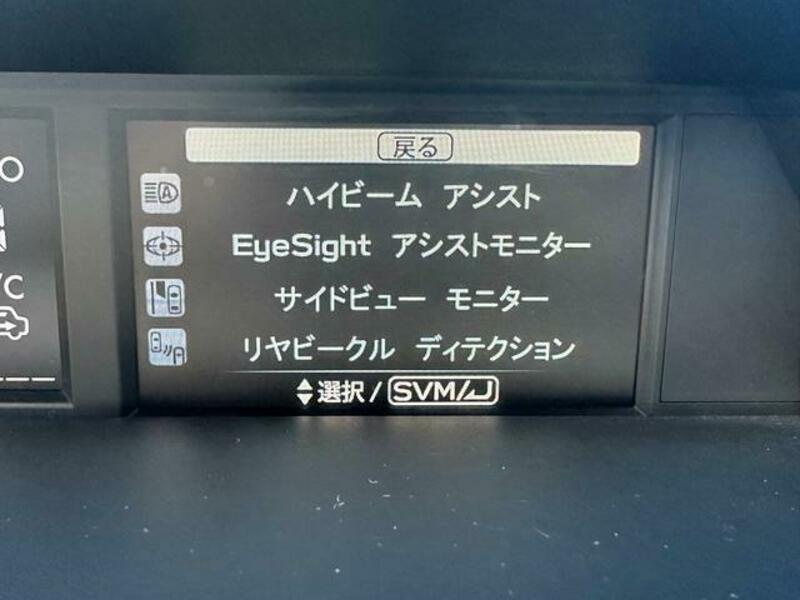 戻る
ハイビーム アシスト
EyeSight アシストモニター
サイドビュー モニター
リヤビークル ディテクション
選択 / SVM/